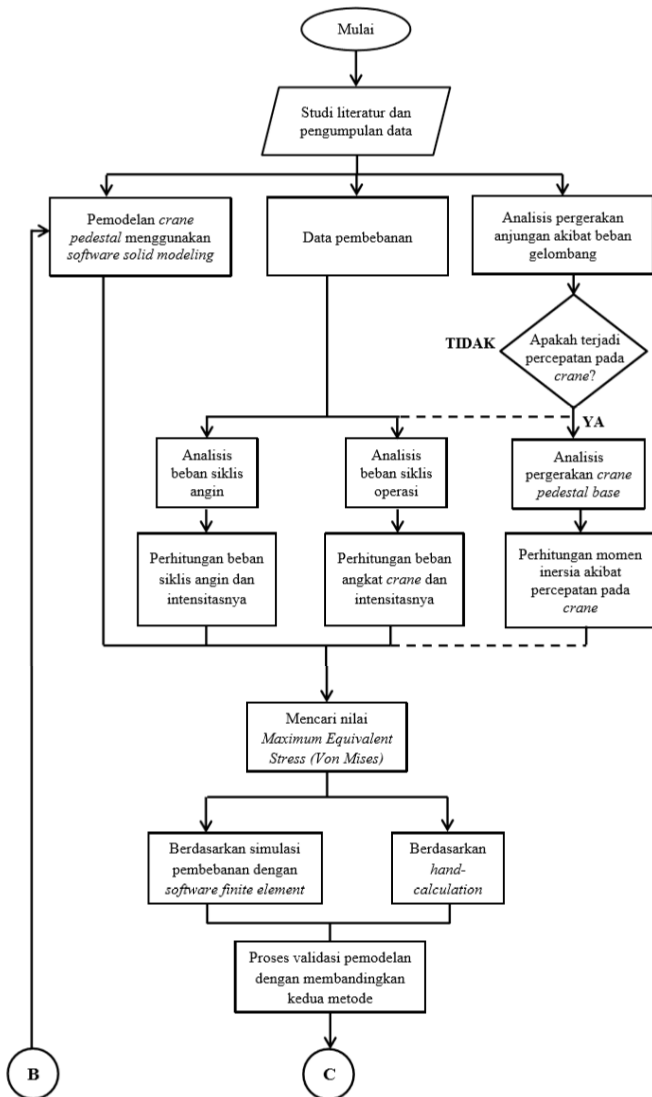 Mulai
Studi literatur dan
pengumpulan data
Pemodelan crane
pedestal menggunakan
software solid modeling
Data pembebanan
Analisis pergerakan
anjungan akibat beban
gelombang
TIDAK
Apakah terjadi
percepatan pada
crane?
YA
Analisis
beban siklis
angin
Analisis
beban siklis
operasi
Analisis
pergerakan crane
pedestal base
Perhitungan beban
siklis angin dan
intensitasnya
Perhitungan beban
angkat crane dan
intensitasnya
Perhitungan momen
inersia akibat
percepatan pada
crane
Mencari nilai
Maximum Equivalent
Stress (Von Mises)
Berdasarkan simulasi
pembebanan dengan
software finite element
Berdasarkan
hand-
calculation
Proses validasi pemodelan
dengan membandingkan
kedua metode
B
C